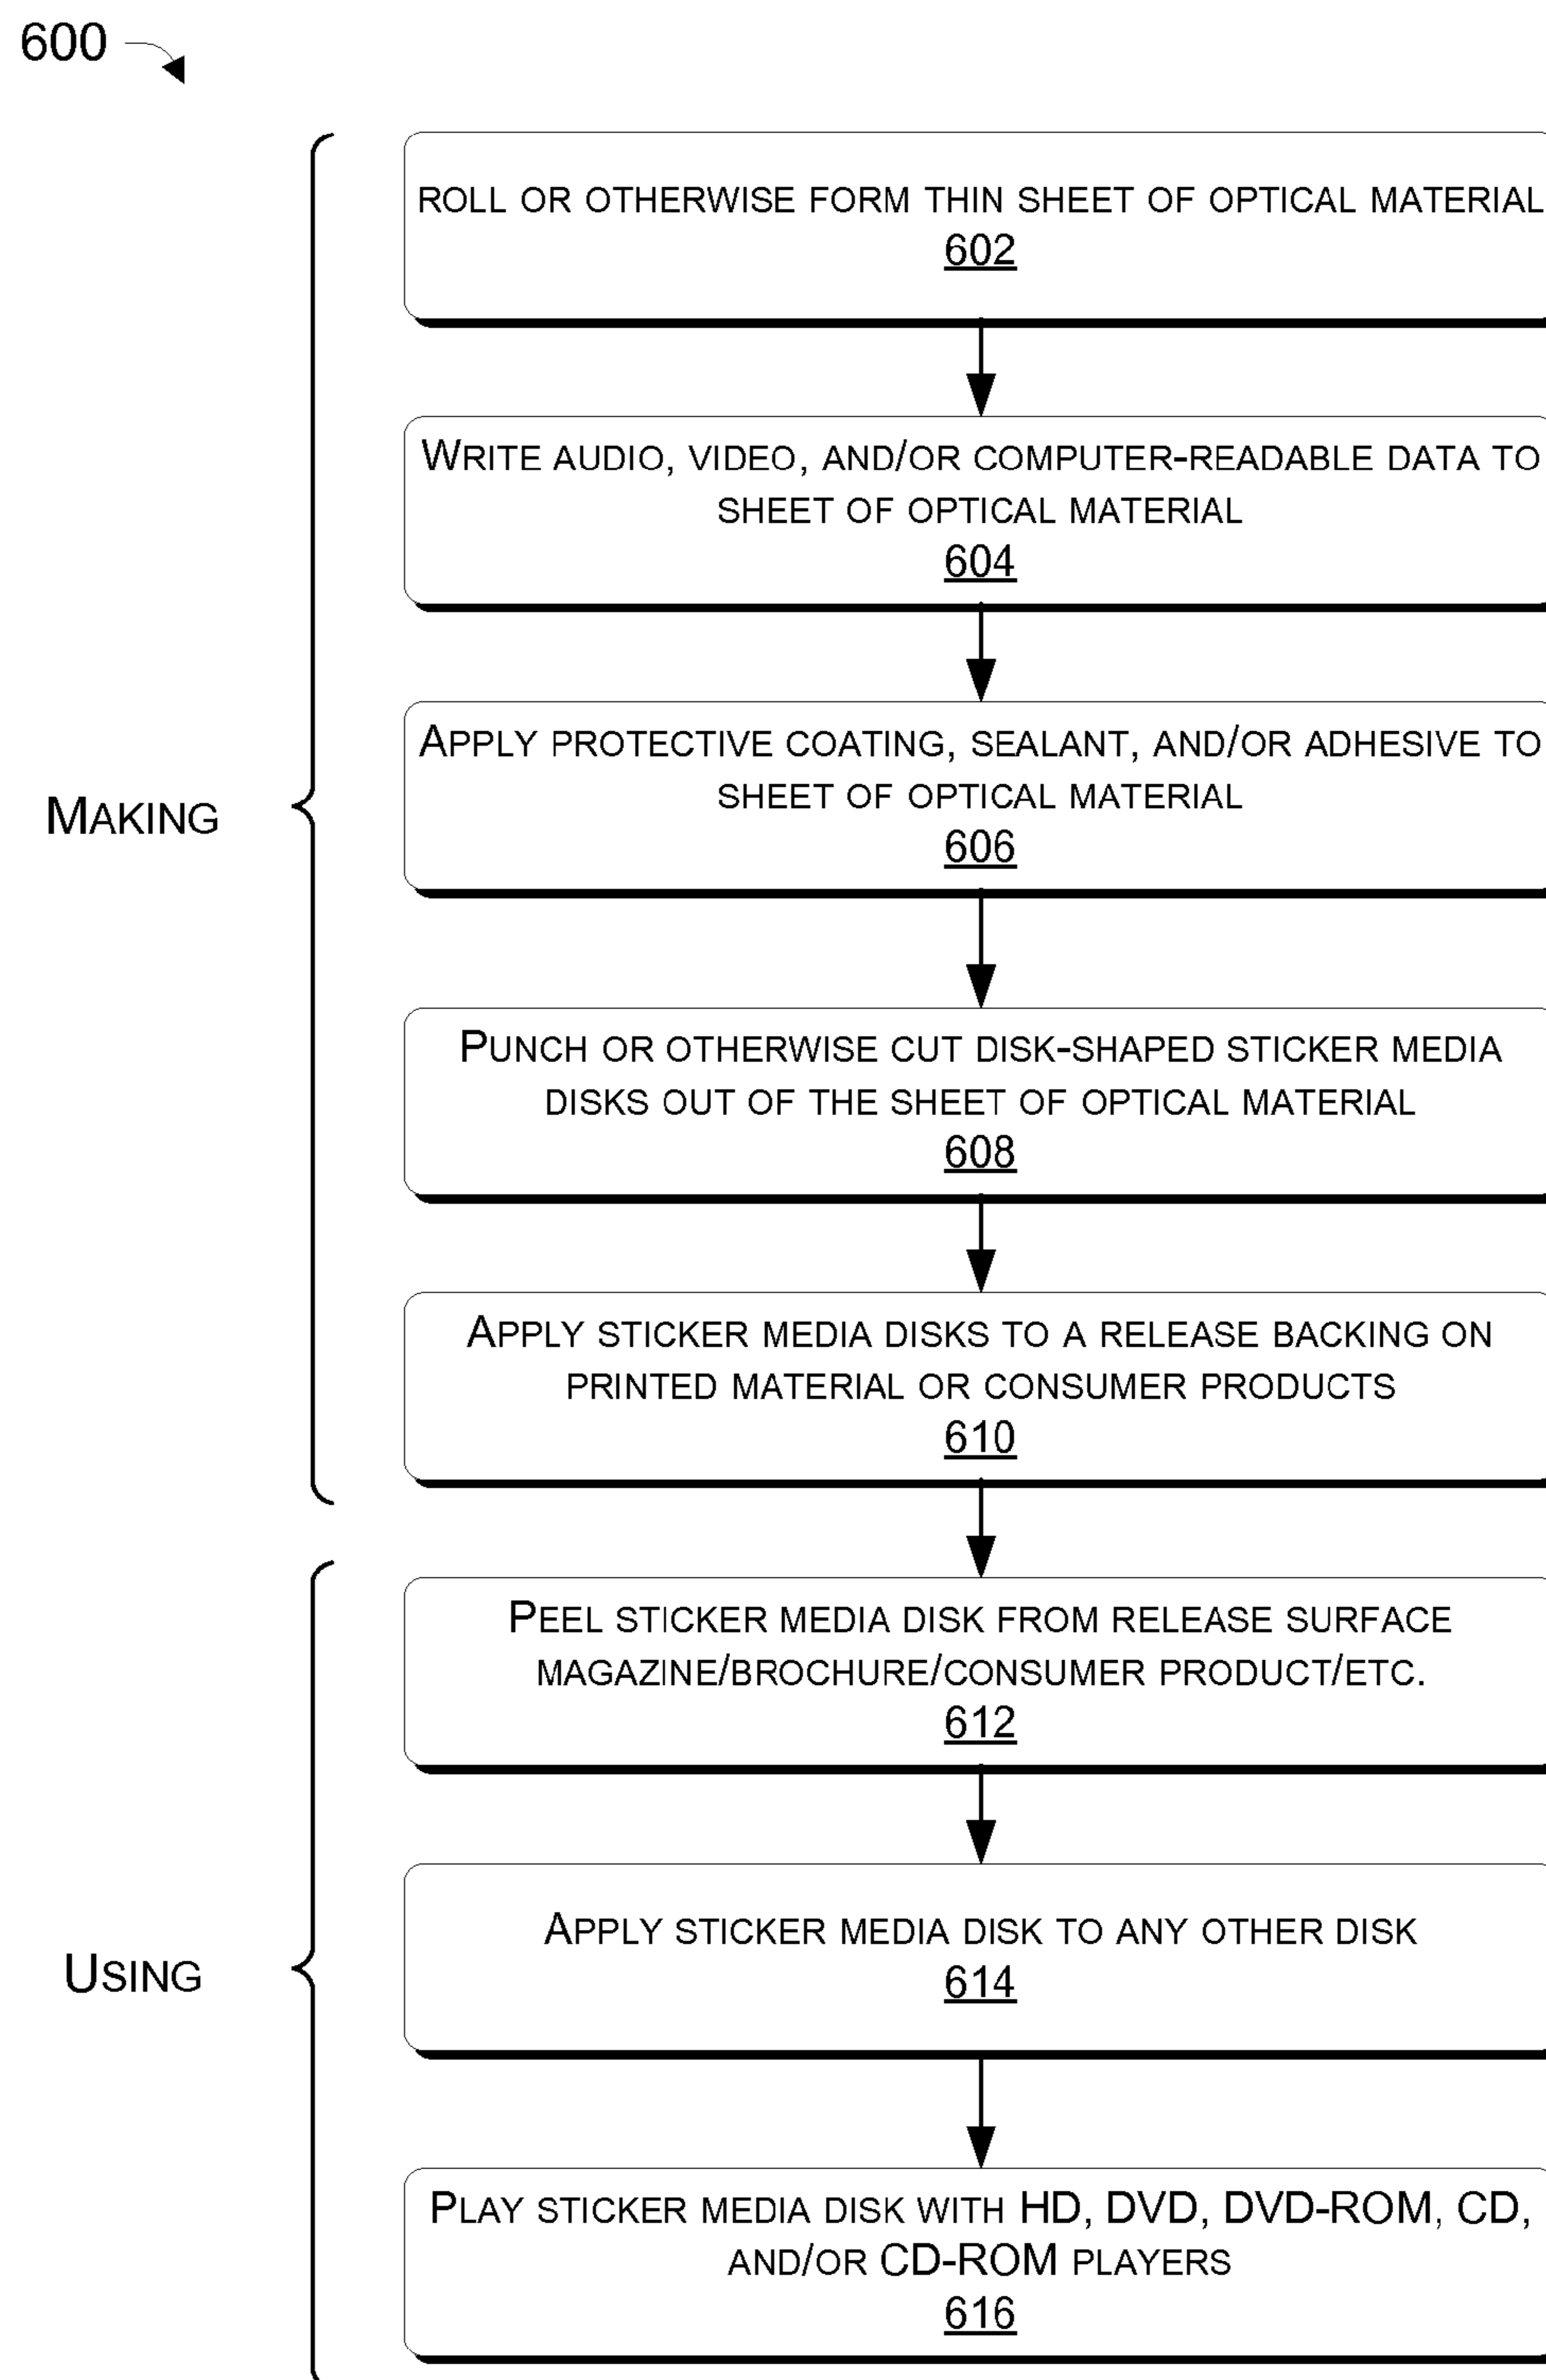 600
ROLL OR OTHERWISE FORM THIN SHEET OF OPTICAL MATERIAL
602
WRITE AUDIO, VIDEO, AND/OR COMPUTER-READABLE DATA TO
SHEET OF OPTICAL MATERIAL
604
APPLY PROTECTIVE COATING, SEALANT, AND/OR ADHESIVE TO
SHEET OF OPTICAL MATERIAL
606
MAKING
PUNCH OR OTHERWISE CUT DISK-SHAPED STICKER MEDIA
DISKS OUT OF THE SHEET OF OPTICAL MATERIAL
608
APPLY STICKER MEDIA DISKS TO A RELEASE BACKING ON
PRINTED MATERIAL OR CONSUMER PRODUCTS
610
PEEL STICKER MEDIA DISK FROM RELEASE SURFACE
MAGAZINE/BROCHURE/CONSUMER PRODUCT/ETC.
612
APPLY STICKER MEDIA DISK TO ANY OTHER DISK
614
USING
PLAY STICKER MEDIA DISK WITH HD, DVD, DVD-ROM, CD,
AND/OR CD-ROM PLAYERS
616